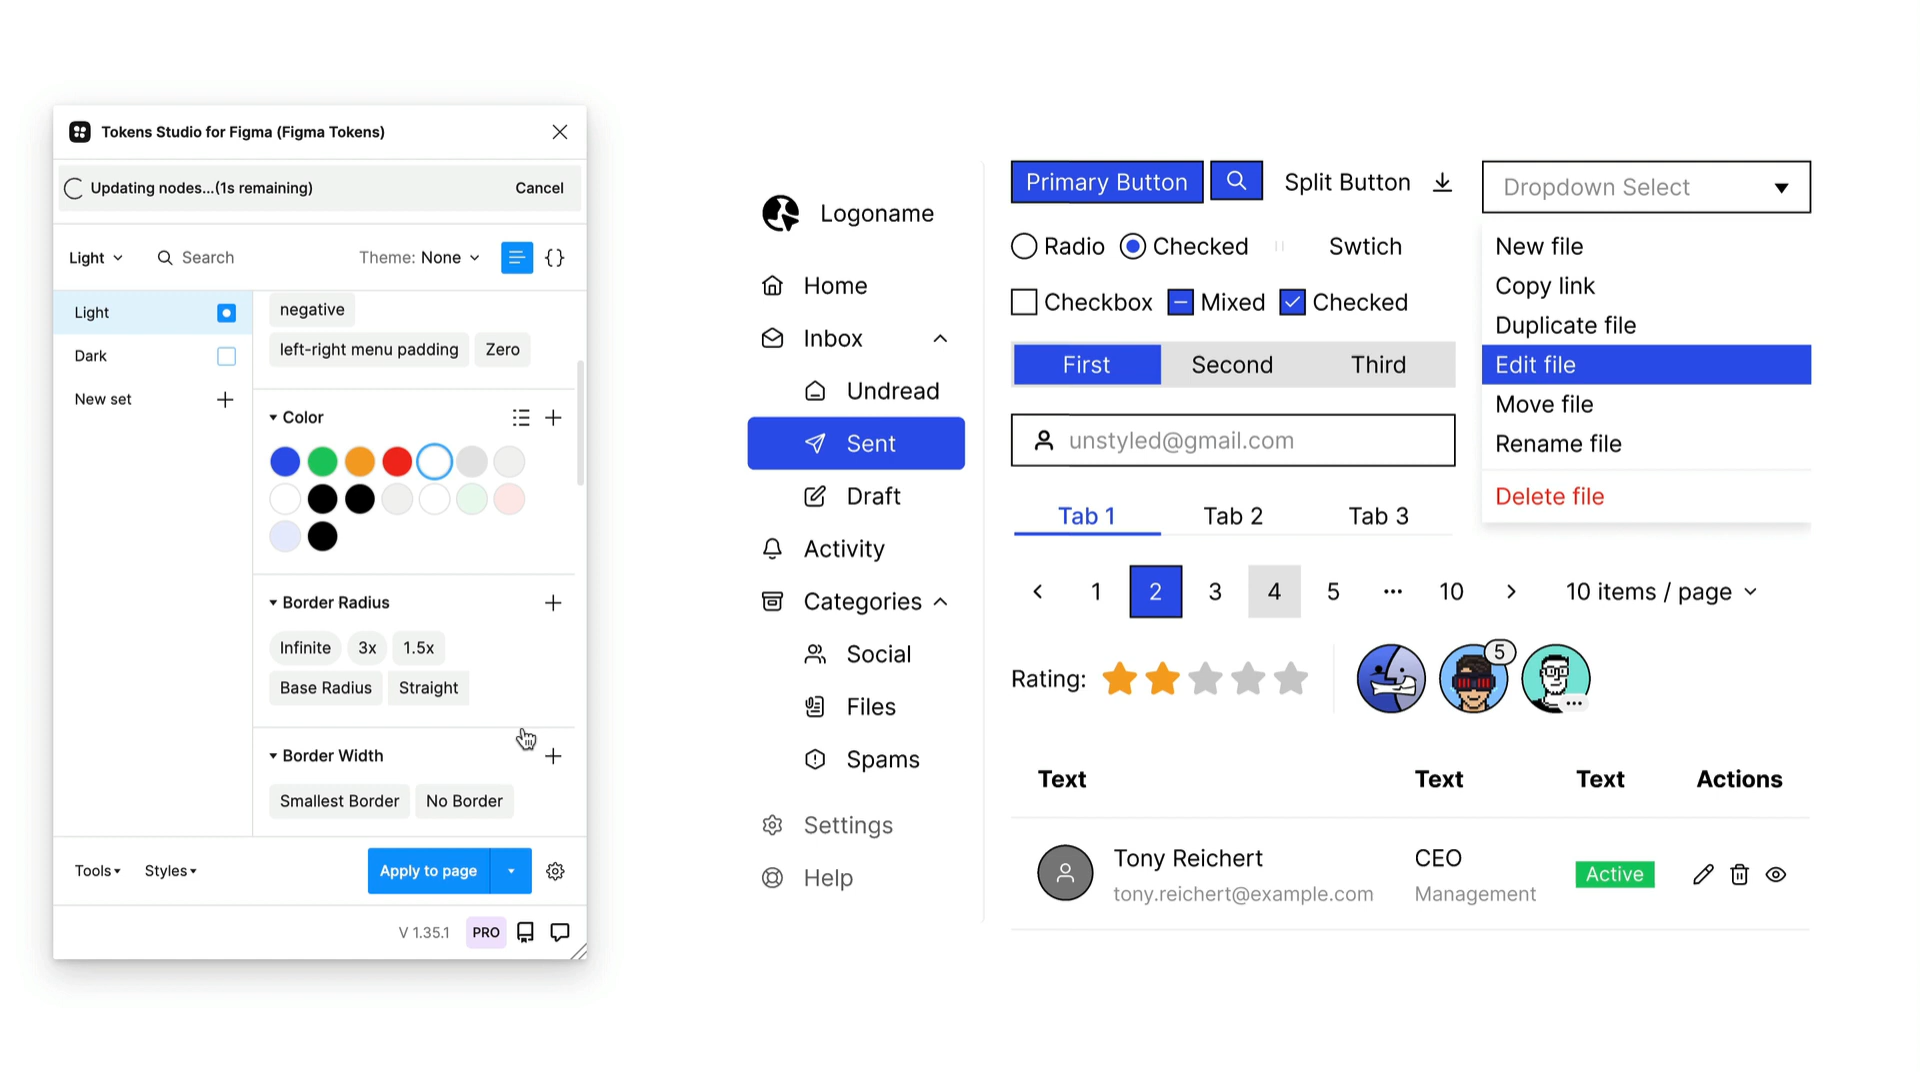 Tokens Studio for Figma (Figma Tokens)
Updating nodes...(1s remaining) Cancel
Light Search Theme: None {}
Light
Dark
New set
negative
left-right menu padding Zero
Color
Border Radius
Infinite 3x 1.5x
Base Radius Straight
Border Width
Smallest Border No Border
Tools Styles Apply to page
V 1.35.1 PRO
Logoname
Home
Inbox
Undread
Sent
Draft
Activity
Categories
Social
Files
Spams
Settings
Help
Primary Button Split Button
Radio Checked Swtich
Checkbox Mixed Checked
First Second Third
unstyled@gmail.com
Tab 1 Tab 2 Tab 3
Dropdown Select
New file
Copy link
Duplicate file
Edit file
Move file
Rename file
Delete file
1 2 3 4 5 ... 10 10 items / page
Rating: 5 ...
Text Text Text Actions
Tony Reichert CEO Active
tony.reichert@example.com Management